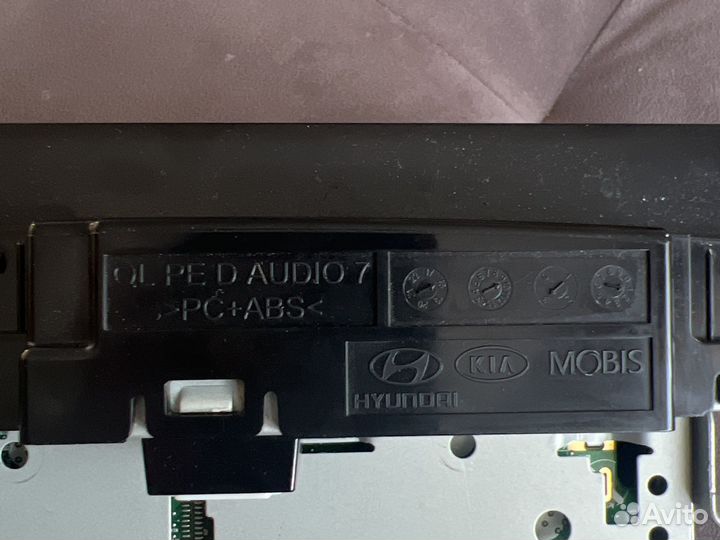 QL PE D AUDIO 7
>PC+ABS<
KIA
MOBIS
HYUNDAI
Avito